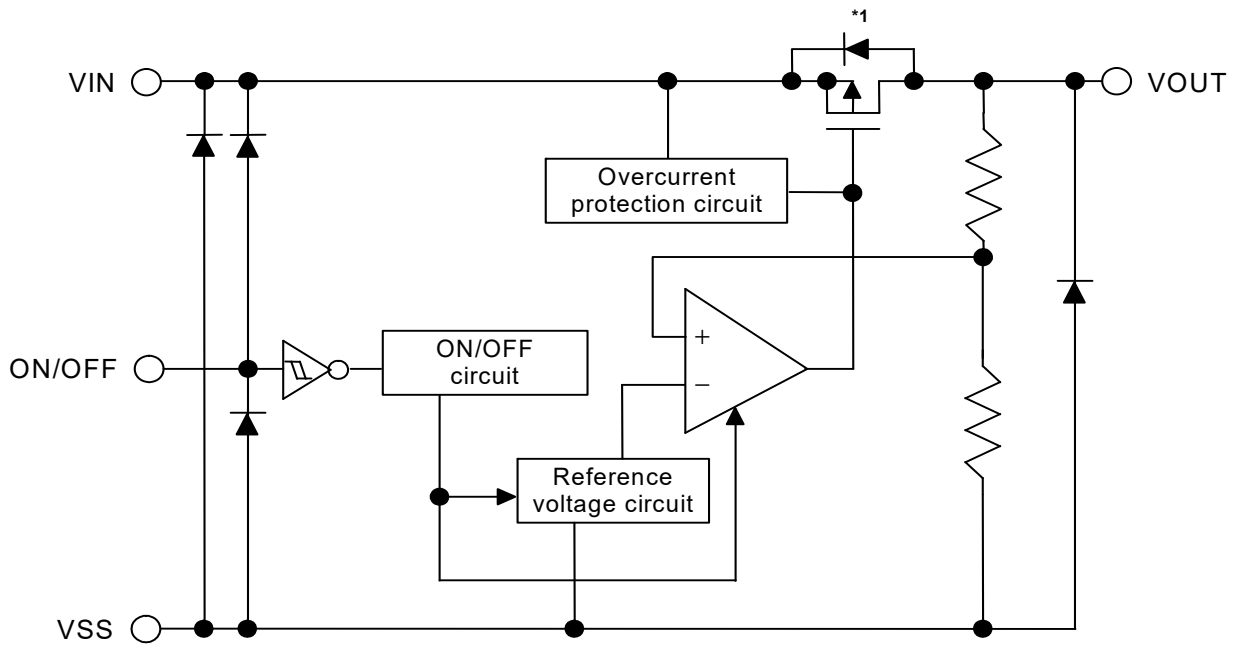 *1
VIN
VOUT
Overcurrent
protection circuit
+
ON/OFF
ON/OFF
circuit
−
Reference
voltage circuit
VSS